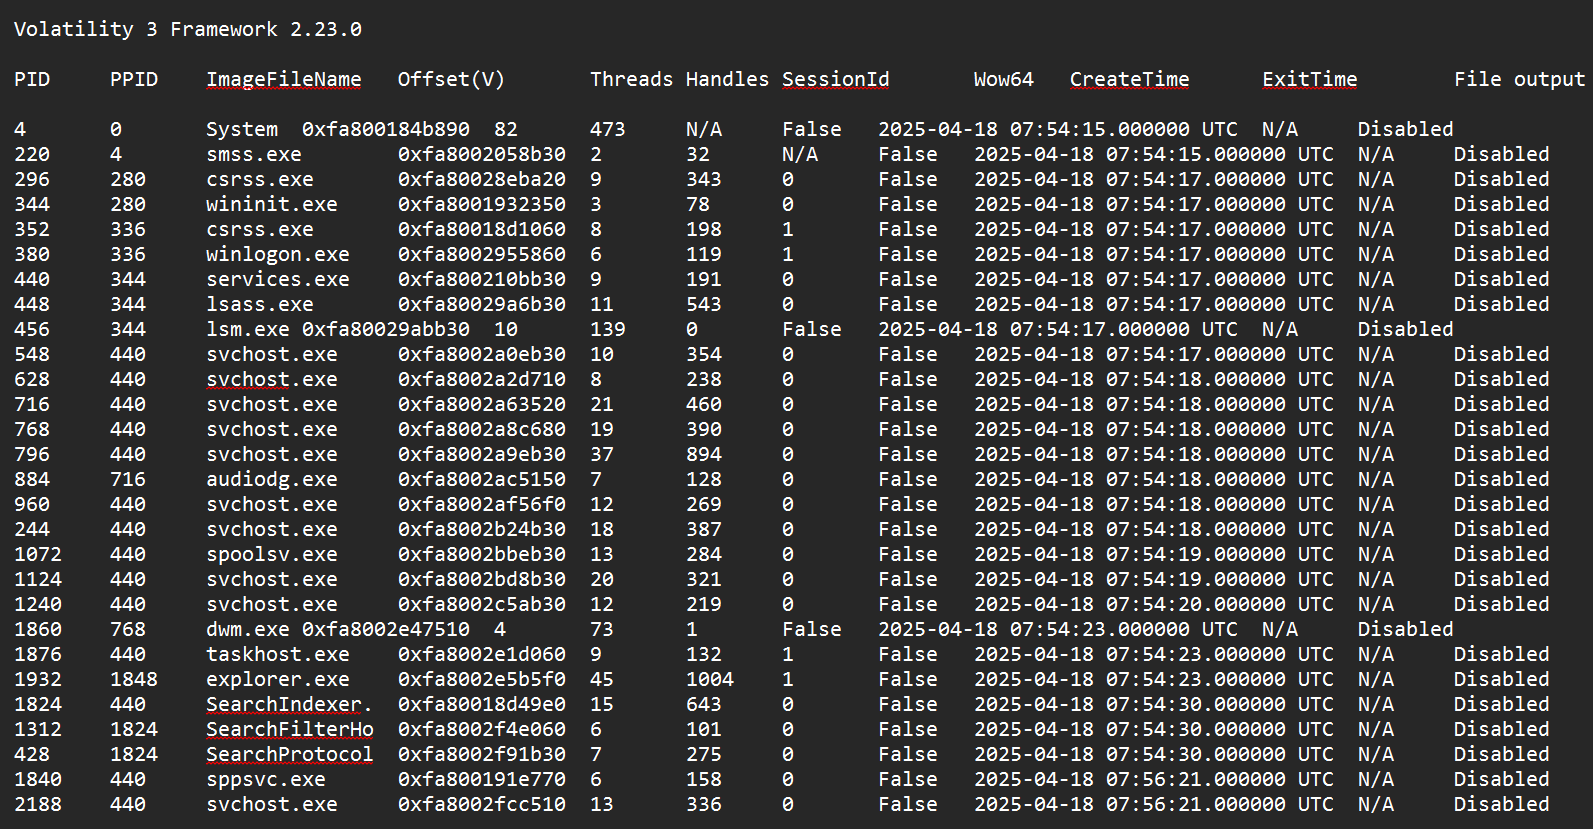 Volatility 3 Framework 2.23.0
PID PPID ImageFileName Offset(V) Threads Handles SessionId Wow64 CreateTime ExitTime File output
4 0 System 0xfa800184b890 82 473 N/A False 2025-04-18 07:54:15.000000 UTC N/A Disabled
220 4 smss.exe 0xfa8002058b30 2 32 N/A False 2025-04-18 07:54:15.000000 UTC N/A Disabled
296 280 csrss.exe 0xfa80028eba20 9 343 0 False 2025-04-18 07:54:17.000000 UTC N/A Disabled
344 280 wininit.exe 0xfa8001932350 3 78 0 False 2025-04-18 07:54:17.000000 UTC N/A Disabled
352 336 csrss.exe 0xfa80018d1060 8 198 1 False 2025-04-18 07:54:17.000000 UTC N/A Disabled
380 336 winlogon.exe 0xfa8002955860 6 119 1 False 2025-04-18 07:54:17.000000 UTC N/A Disabled
440 344 services.exe 0xfa800210bb30 9 191 0 False 2025-04-18 07:54:17.000000 UTC N/A Disabled
448 344 lsass.exe 0xfa80029a6b30 11 543 0 False 2025-04-18 07:54:17.000000 UTC N/A Disabled
456 344 lsm.exe 0xfa80029abb30 10 139 0 False 2025-04-18 07:54:17.000000 UTC N/A Disabled
548 440 svchost.exe 0xfa8002a0eb30 10 354 0 False 2025-04-18 07:54:17.000000 UTC N/A Disabled
628 440 svchost.exe 0xfa8002a2d710 8 238 0 False 2025-04-18 07:54:18.000000 UTC N/A Disabled
716 440 svchost.exe 0xfa8002a63520 21 460 0 False 2025-04-18 07:54:18.000000 UTC N/A Disabled
768 440 svchost.exe 0xfa8002a8c680 19 390 0 False 2025-04-18 07:54:18.000000 UTC N/A Disabled
796 440 svchost.exe 0xfa8002a9eb30 37 894 0 False 2025-04-18 07:54:18.000000 UTC N/A Disabled
884 716 audiodg.exe 0xfa8002ac5150 7 128 0 False 2025-04-18 07:54:18.000000 UTC N/A Disabled
960 440 svchost.exe 0xfa8002af56f0 12 269 0 False 2025-04-18 07:54:18.000000 UTC N/A Disabled
244 440 svchost.exe 0xfa8002b24b30 18 387 0 False 2025-04-18 07:54:18.000000 UTC N/A Disabled
1072 440 spoolsv.exe 0xfa8002bbeb30 13 284 0 False 2025-04-18 07:54:19.000000 UTC N/A Disabled
1124 440 svchost.exe 0xfa8002bd8b30 20 321 0 False 2025-04-18 07:54:19.000000 UTC N/A Disabled
1240 440 svchost.exe 0xfa8002c5ab30 12 219 0 False 2025-04-18 07:54:20.000000 UTC N/A Disabled
1860 768 dwm.exe 0xfa8002e47510 4 73 1 False 2025-04-18 07:54:23.000000 UTC N/A Disabled
1876 440 taskhost.exe 0xfa8002e1d060 9 132 1 False 2025-04-18 07:54:23.000000 UTC N/A Disabled
1932 1848 explorer.exe 0xfa8002e5b5f0 45 1004 1 False 2025-04-18 07:54:23.000000 UTC N/A Disabled
1824 440 SearchIndexer. 0xfa80018d49e0 15 643 0 False 2025-04-18 07:54:30.000000 UTC N/A Disabled
1312 1824 SearchFilterHo 0xfa8002f4e060 6 101 0 False 2025-04-18 07:54:30.000000 UTC N/A Disabled
428 1824 SearchProtocol 0xfa8002f91b30 7 275 0 False 2025-04-18 07:54:30.000000 UTC N/A Disabled
1840 440 sppsvc.exe 0xfa800191e770 6 158 0 False 2025-04-18 07:56:21.000000 UTC N/A Disabled
2188 440 svchost.exe 0xfa8002fcc510 13 336 0 False 2025-04-18 07:56:21.000000 UTC N/A Disabled